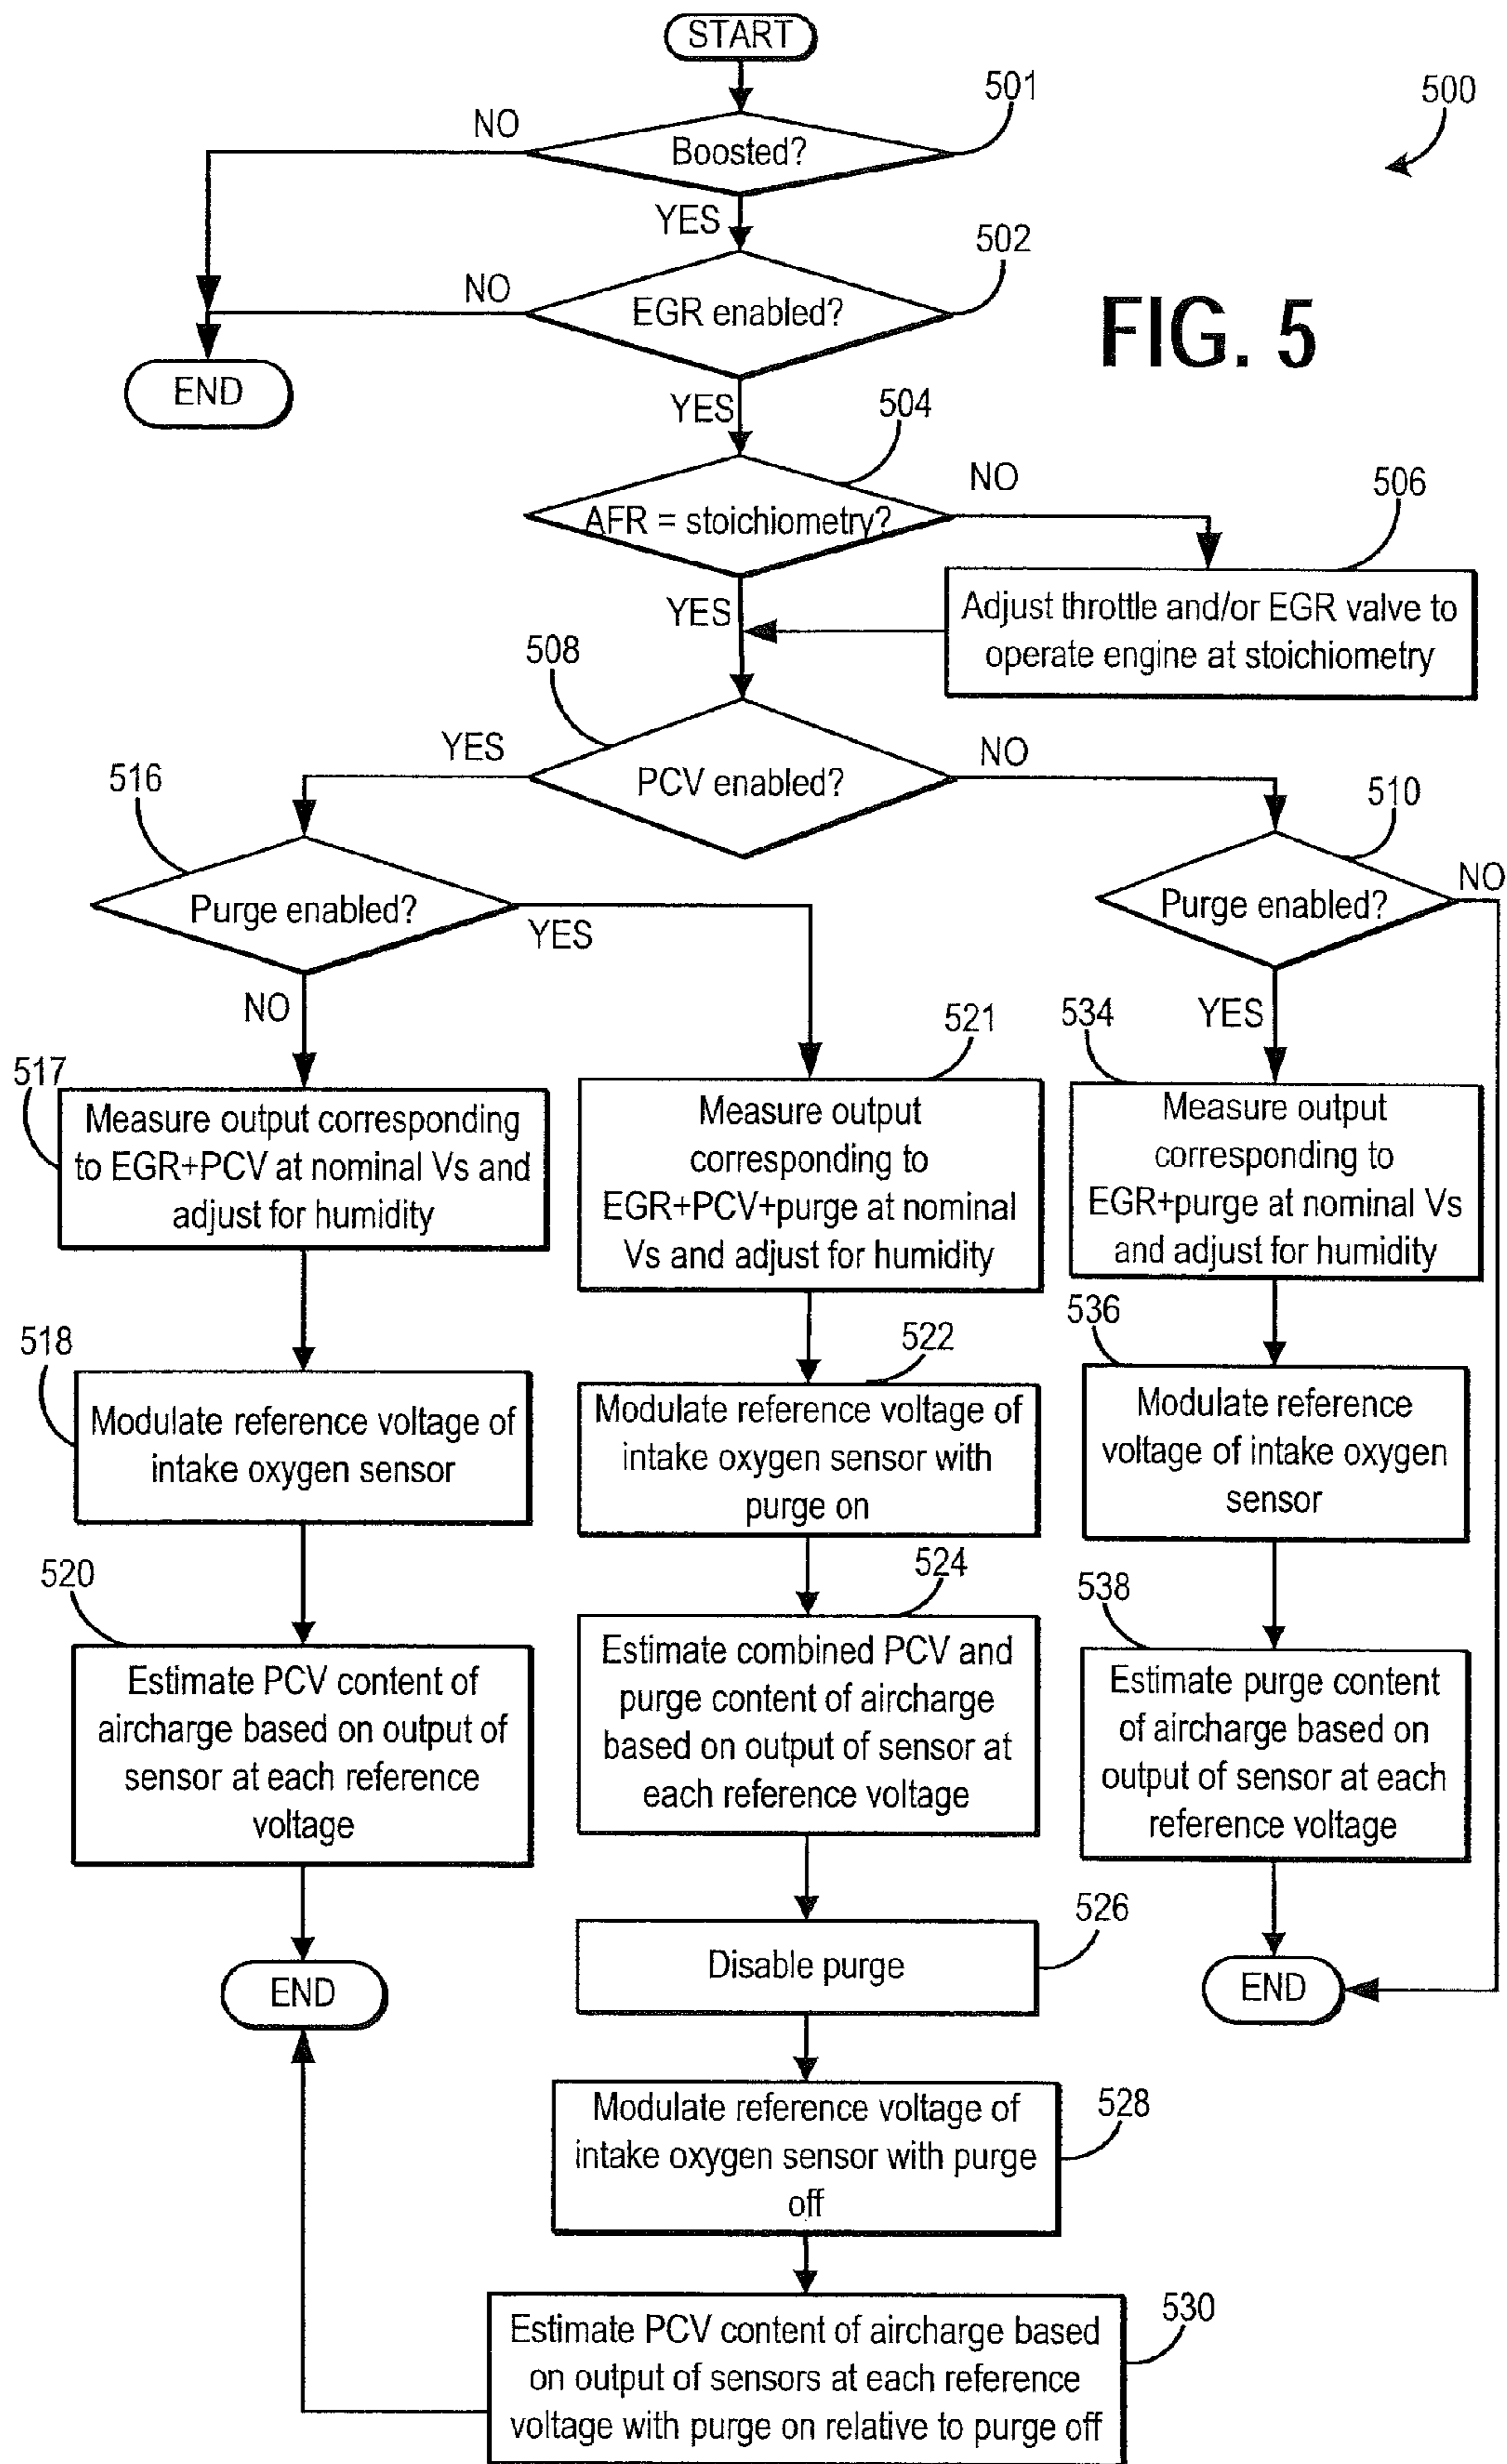 START
501
500
NO
Boosted?
YES
502
NO
EGR enabled?
FIG. 5
END
YES
504
NO
506
AFR = stoichiometry?
YES
Adjust throttle and/or EGR valve to
operate engine at stoichiometry
508
YES
NO
516
PCV enabled?
510
Purge enabled?
YES
Purge enabled?
NO
NO
517
Measure output corresponding
to EGR+PCV at nominal Vs and
adjust for humidity
521
Measure output
corresponding to
EGR+PCV+purge at nominal
Vs and adjust for humidity
534
YES
Measure output
corresponding to
EGR+purge at nominal Vs
and adjust for humidity
518
Modulate reference voltage of
intake oxygen sensor
522
Modulate reference voltage of
intake oxygen sensor with
purge on
536
Modulate reference
voltage of intake oxygen
sensor
520
Estimate PCV content of
aircharge based on output of
sensor at each reference
voltage
524
Estimate combined PCV and
purge content of aircharge
based on output of sensor at
each reference voltage
538
Estimate purge content
of aircharge based on
output of sensor at each
reference voltage
526
Disable purge
END
END
Modulate reference voltage of
intake oxygen sensor with purge
off
528
530
Estimate PCV content of aircharge based
on output of sensors at each reference
voltage with purge on relative to purge off